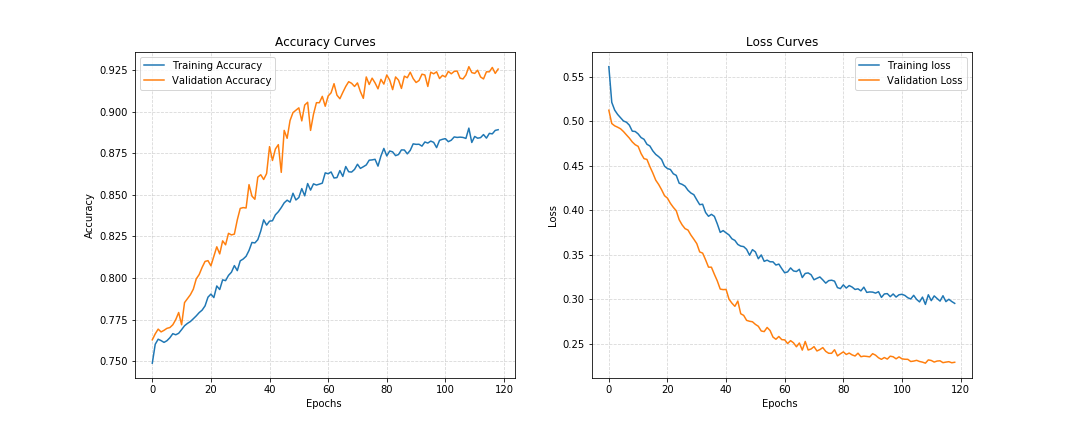 Accuracy Curves
Training Accuracy
Validation Accuracy
0.925
0.900
0.875
0.850
0.825
0.800
0.775
0.750
Accuracy
0 20 40 60 80 100 120
Epochs
Loss Curves
Training loss
Validation Loss
0.55
0.50
0.45
0.40
0.35
0.30
0.25
Loss
0 20 40 60 80 100 120
Epochs